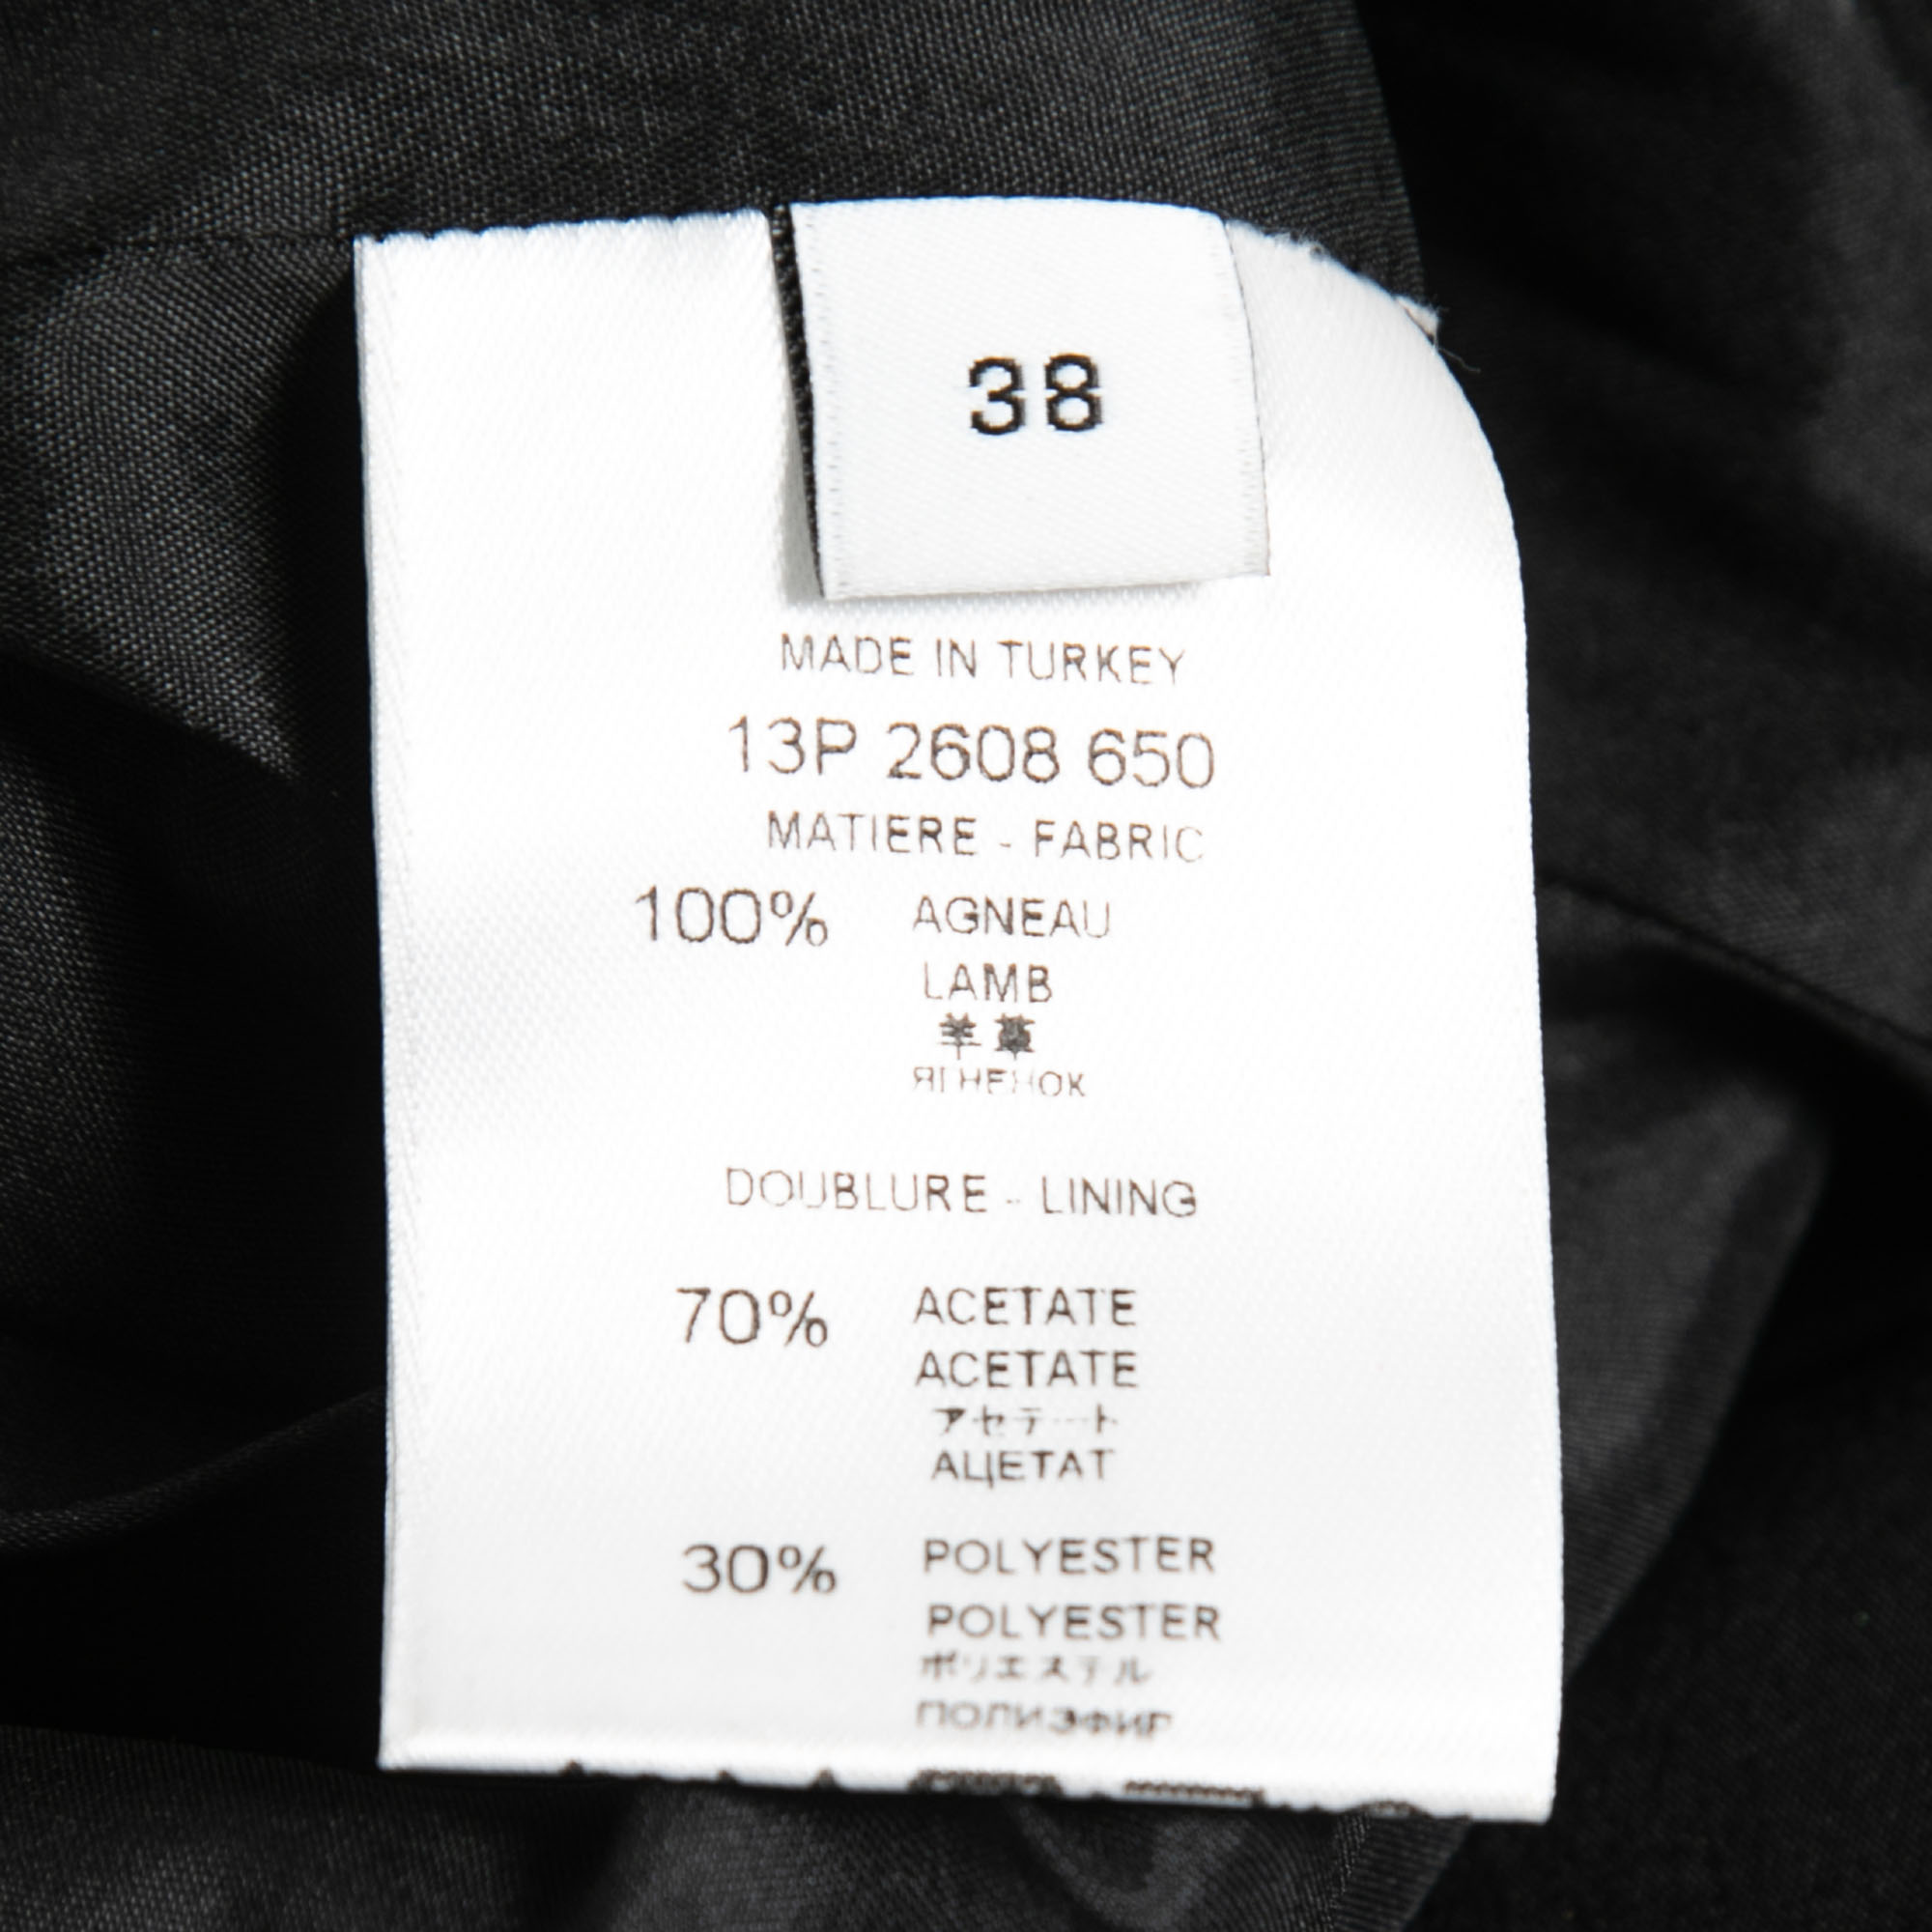 38
MADE IN TURKEY
13P 2608 650
MATIERE - FABRIC
100% AGNEAU
LAMB
羊革
ЯГНЕНОК
DOUBLURE - LINING
70% ACETATE
ACETATE
アセテート
АЦЕТАТ
30% POLYESTER
POLYESTER
ポリエステル
ПОЛИЭФИР